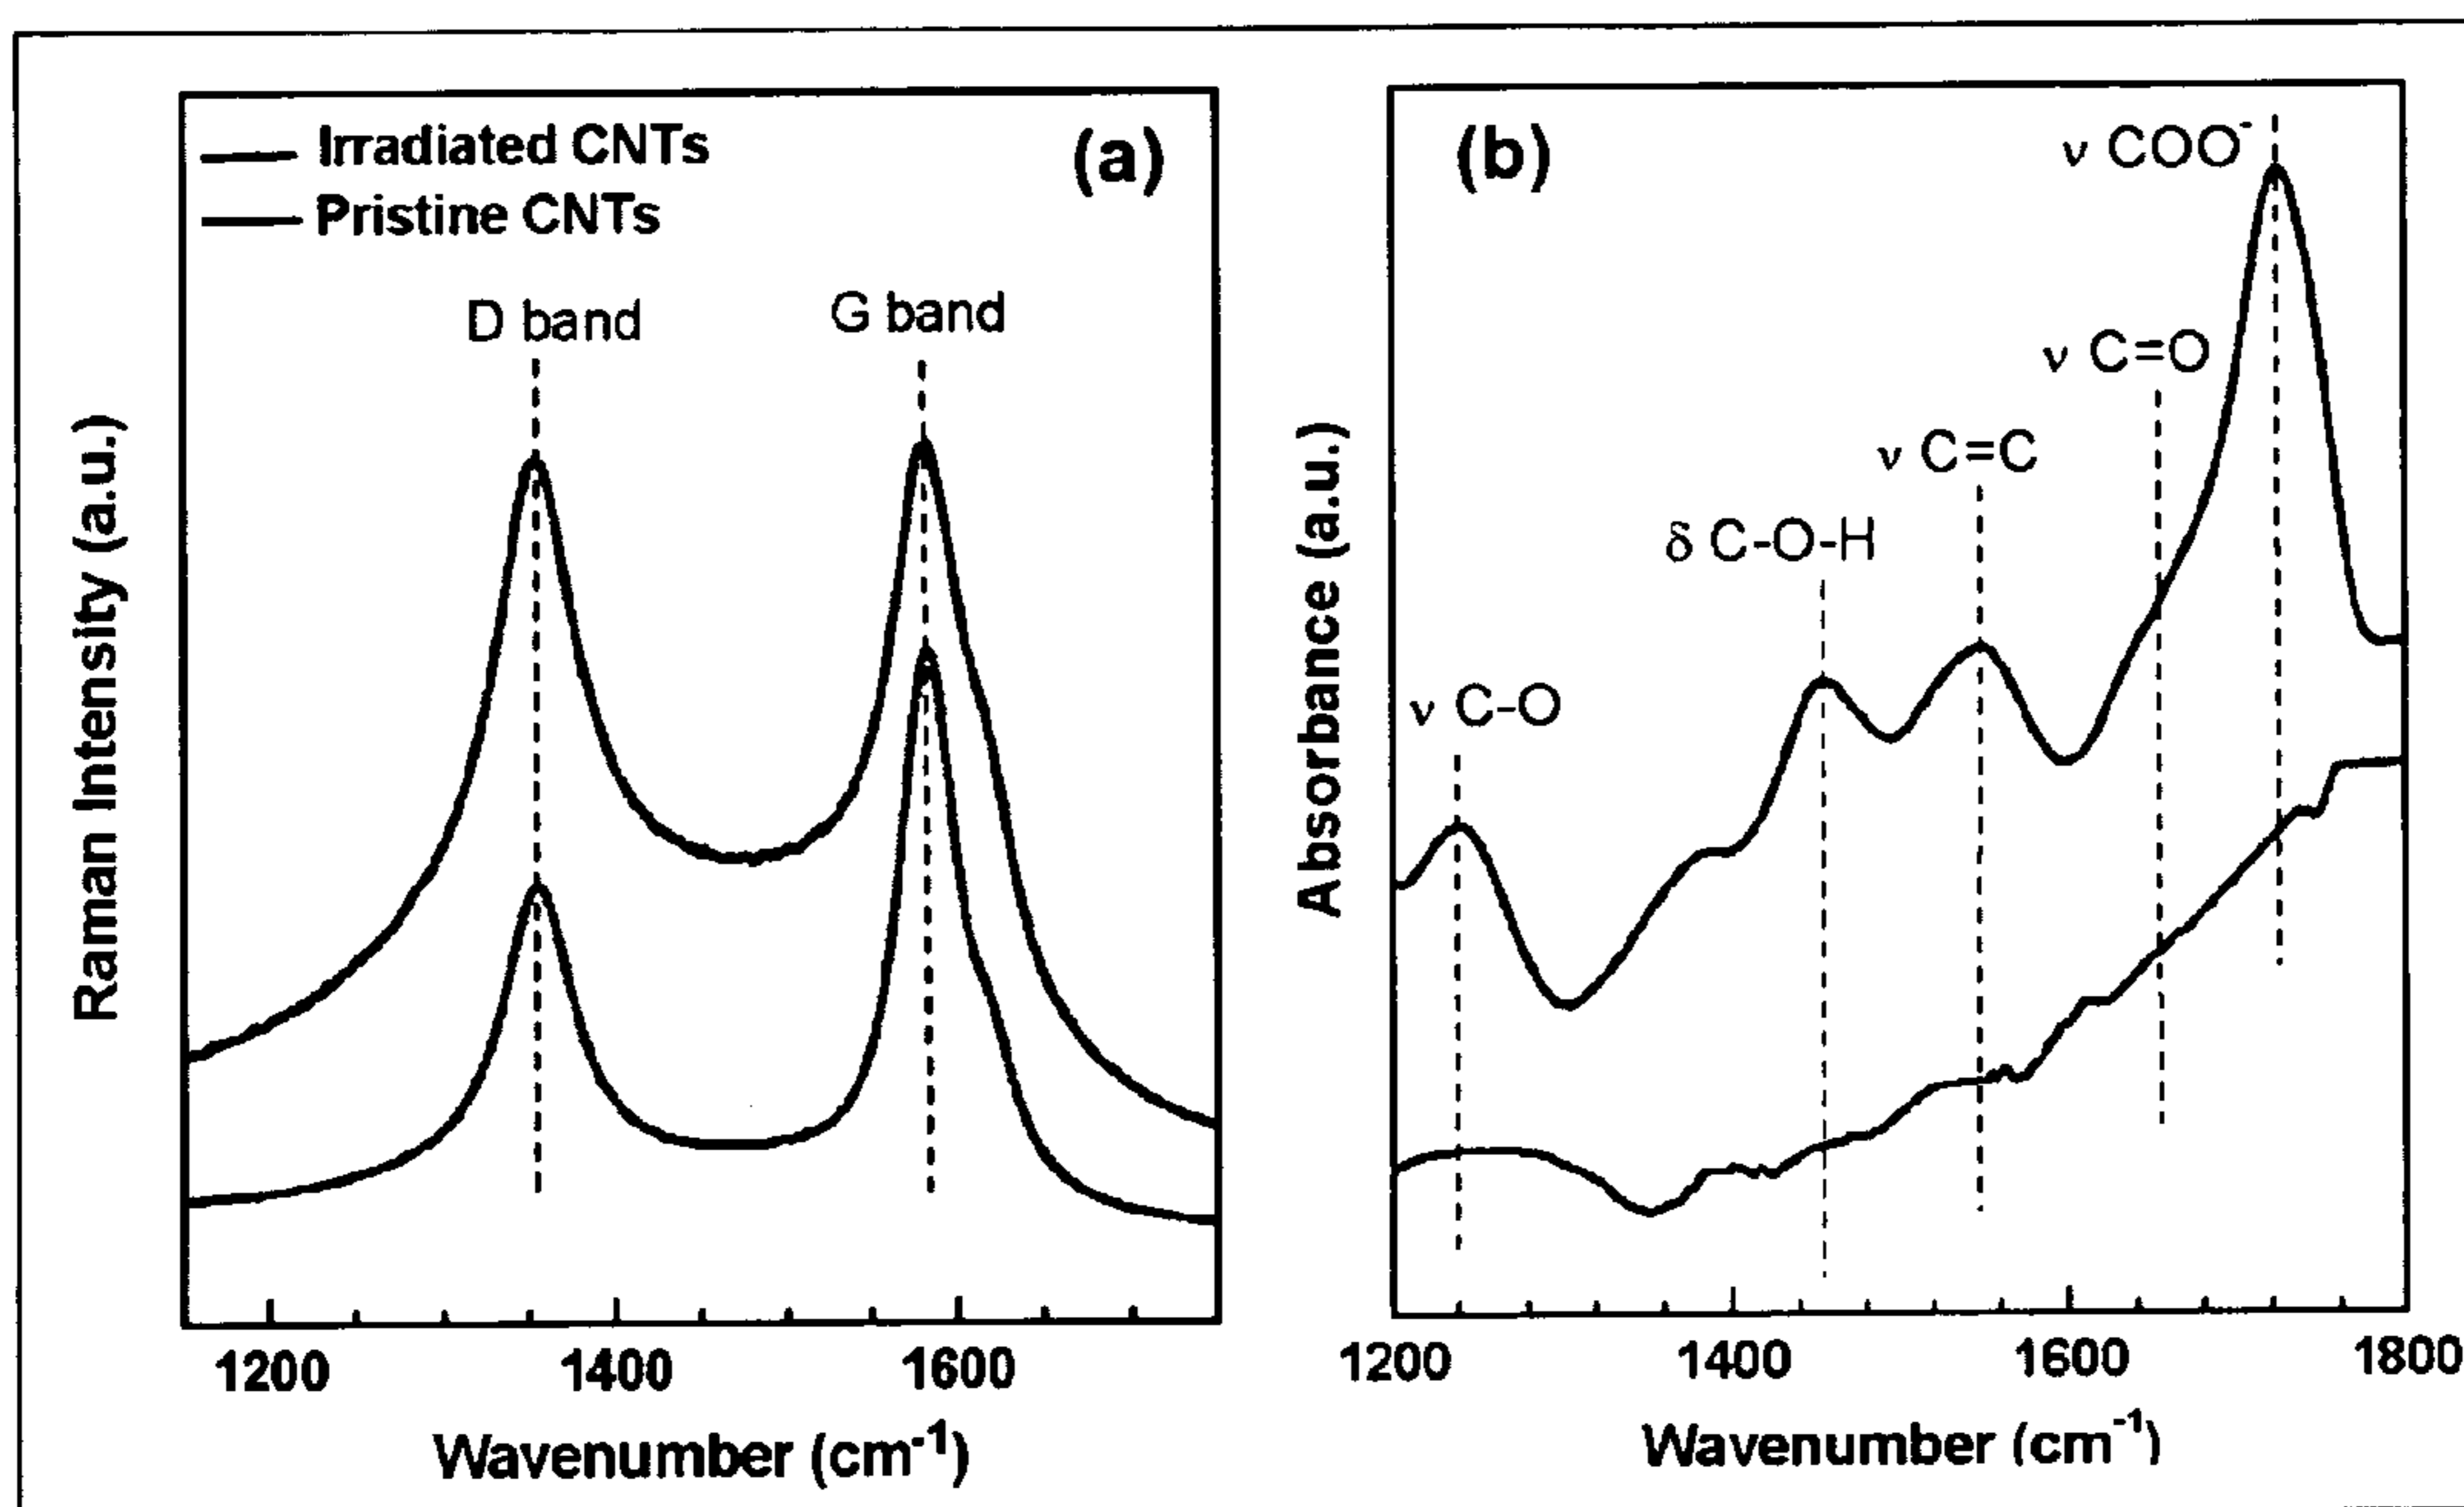 Irradiated CNTs
Pristine CNTs
(a)
D band
G band
Raman Intensity (a.u.)
1200 1400 1600
Wavenumber (cm⁻¹)
(b)
ν COO⁻
ν C=O
ν C=C
δ C-O-H
ν C-O
Absorbance (a.u.)
1200 1400 1600 1800
Wavenumber (cm⁻¹)